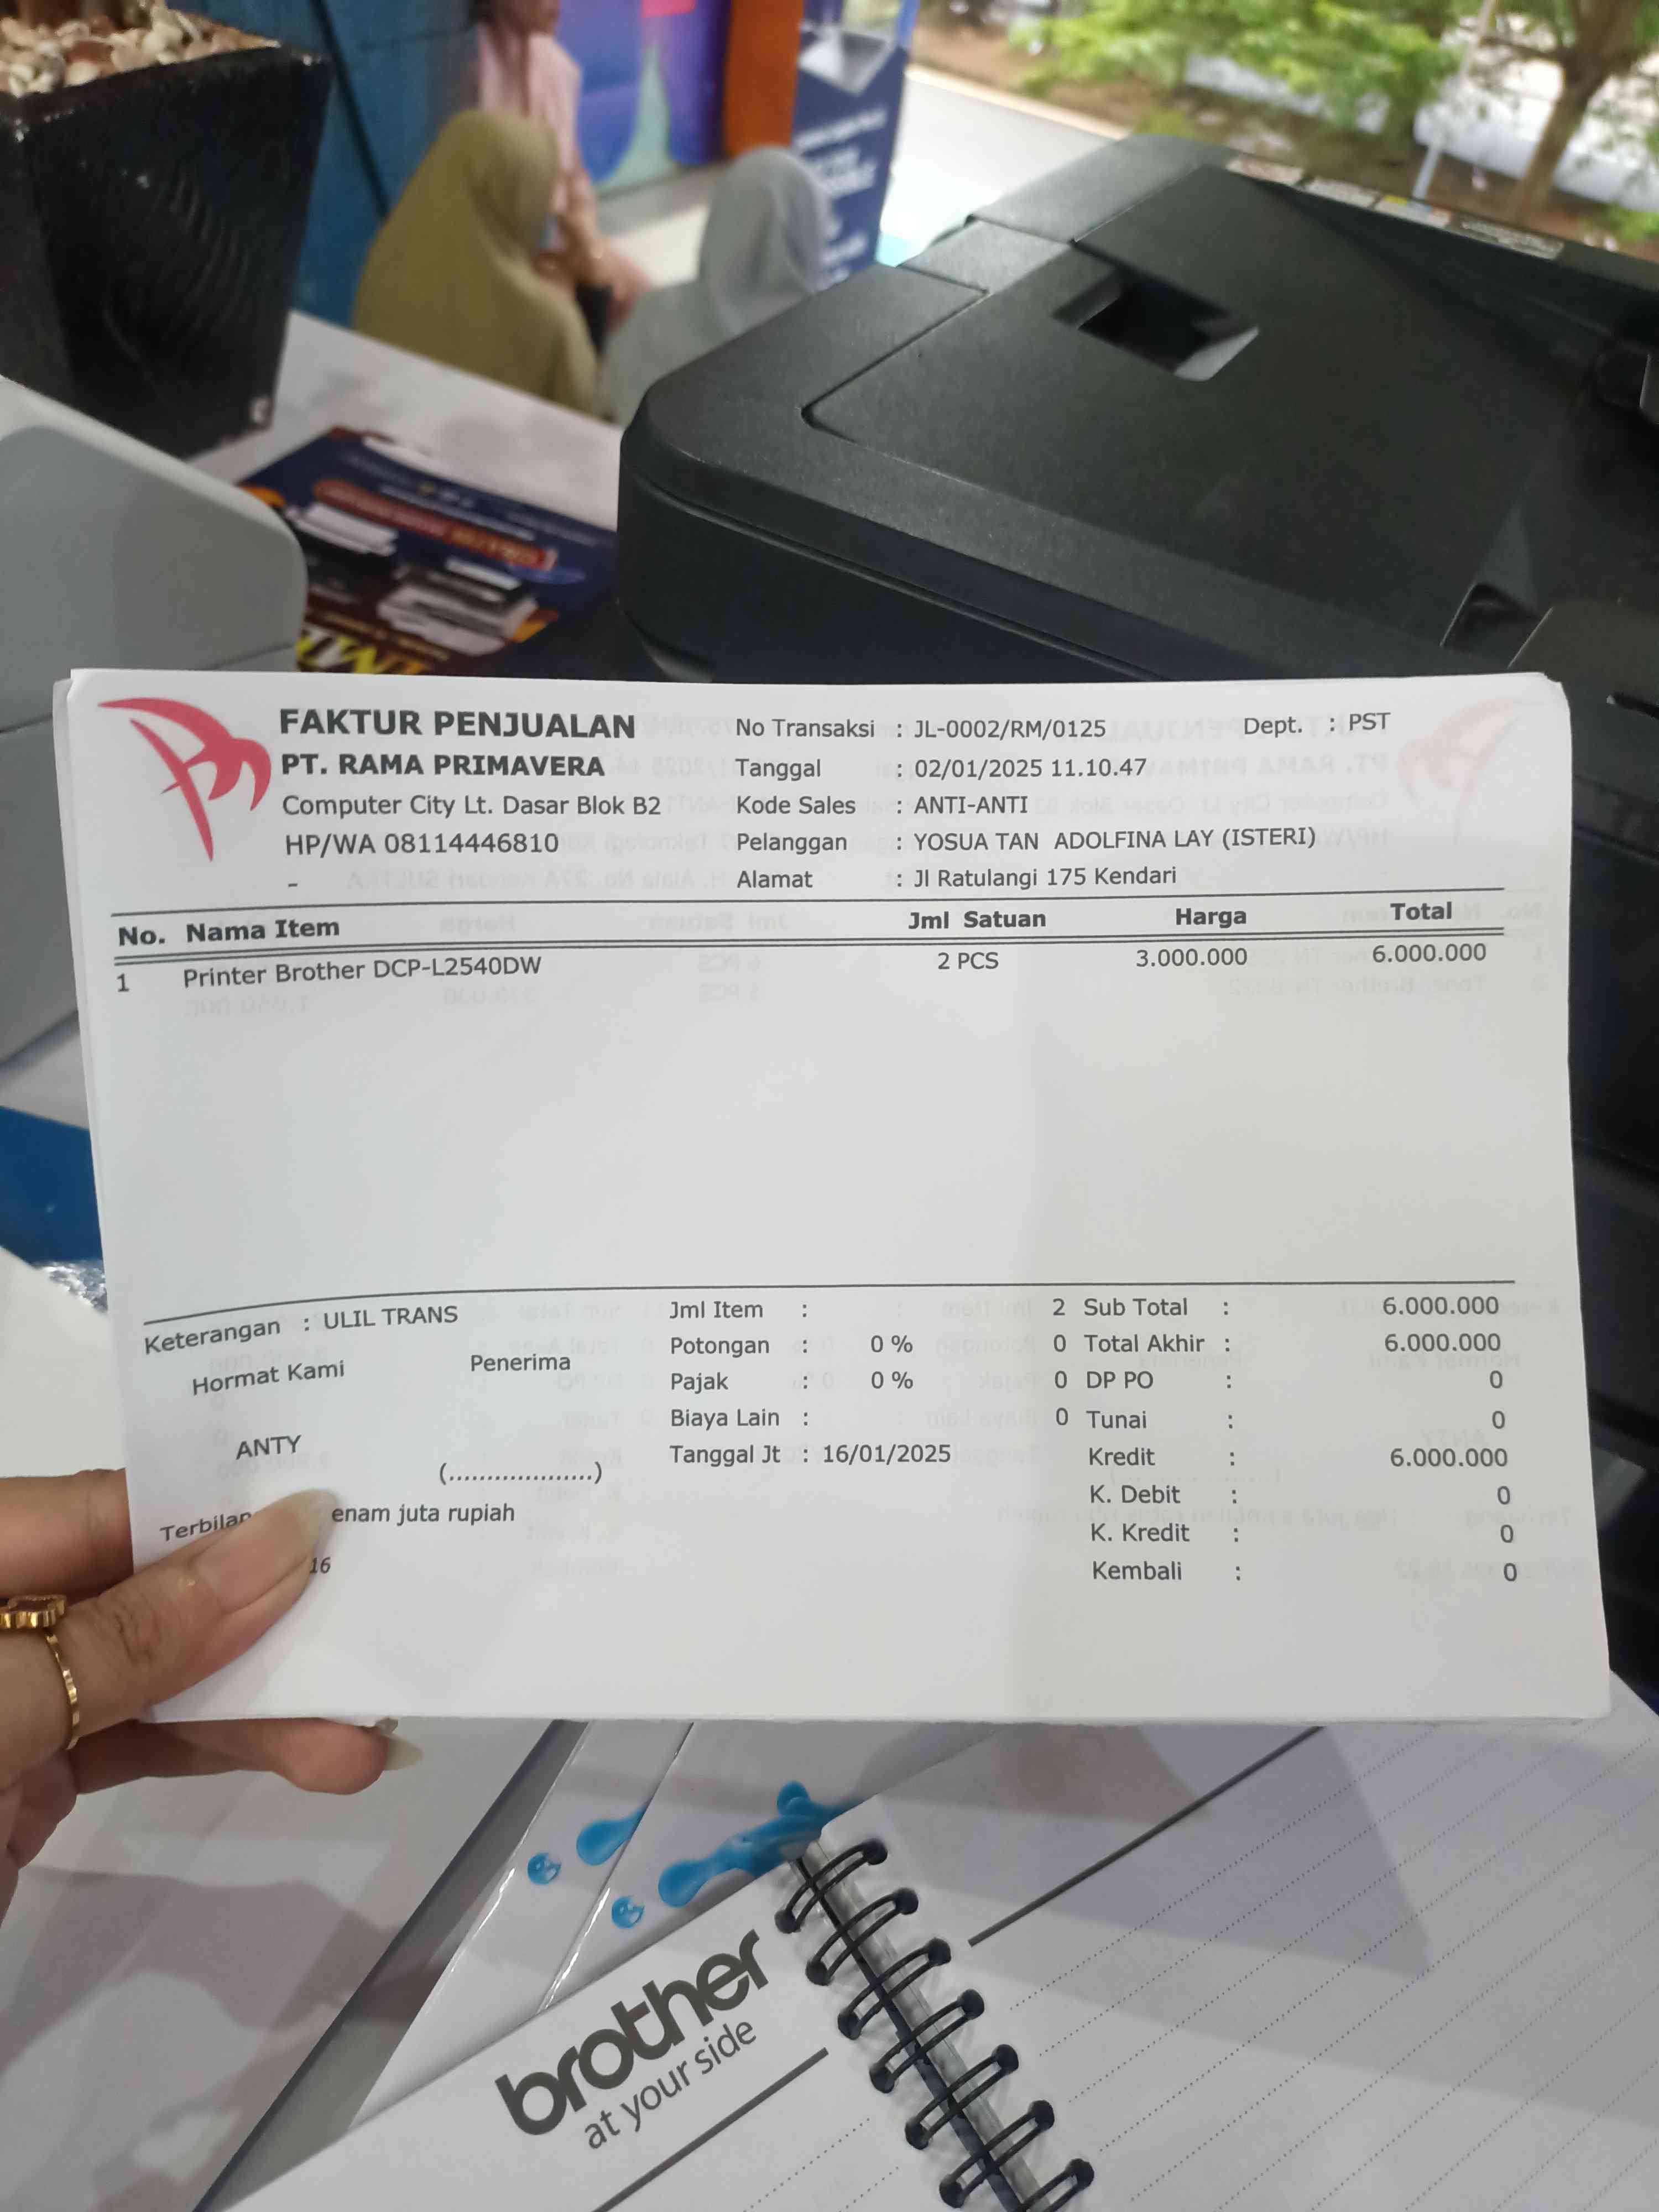 FAKTUR PENJUALAN
PT. RAMA PRIMAVERA
Computer City Lt. Dasar Blok B2
HP/WA 08114446810
-
No Transaksi : JL-0002/RM/0125 Dept. : PST
Tanggal : 02/01/2025 11.10.47
Kode Sales : ANTI-ANTI
Pelanggan : YOSUA TAN ADOLFINA LAY (ISTERI)
Alamat : Jl Ratulangi 175 Kendari
No. Nama Item Jml Satuan Harga Total
1 Printer Brother DCP-L2540DW 2 PCS 3.000.000 6.000.000
Keterangan : ULIL TRANS
Hormat Kami Penerima
ANTY
(...................)
enam juta rupiah
16
Jml Item : 2
Potongan : 0 % 0
Pajak : 0 % 0
Biaya Lain : 0
Tanggal Jt : 16/01/2025
Sub Total : 6.000.000
Total Akhir : 6.000.000
DP PO : 0
Tunai : 0
Kredit : 6.000.000
K. Debit : 0
K. Kredit : 0
Kembali : 0
brother
at your side